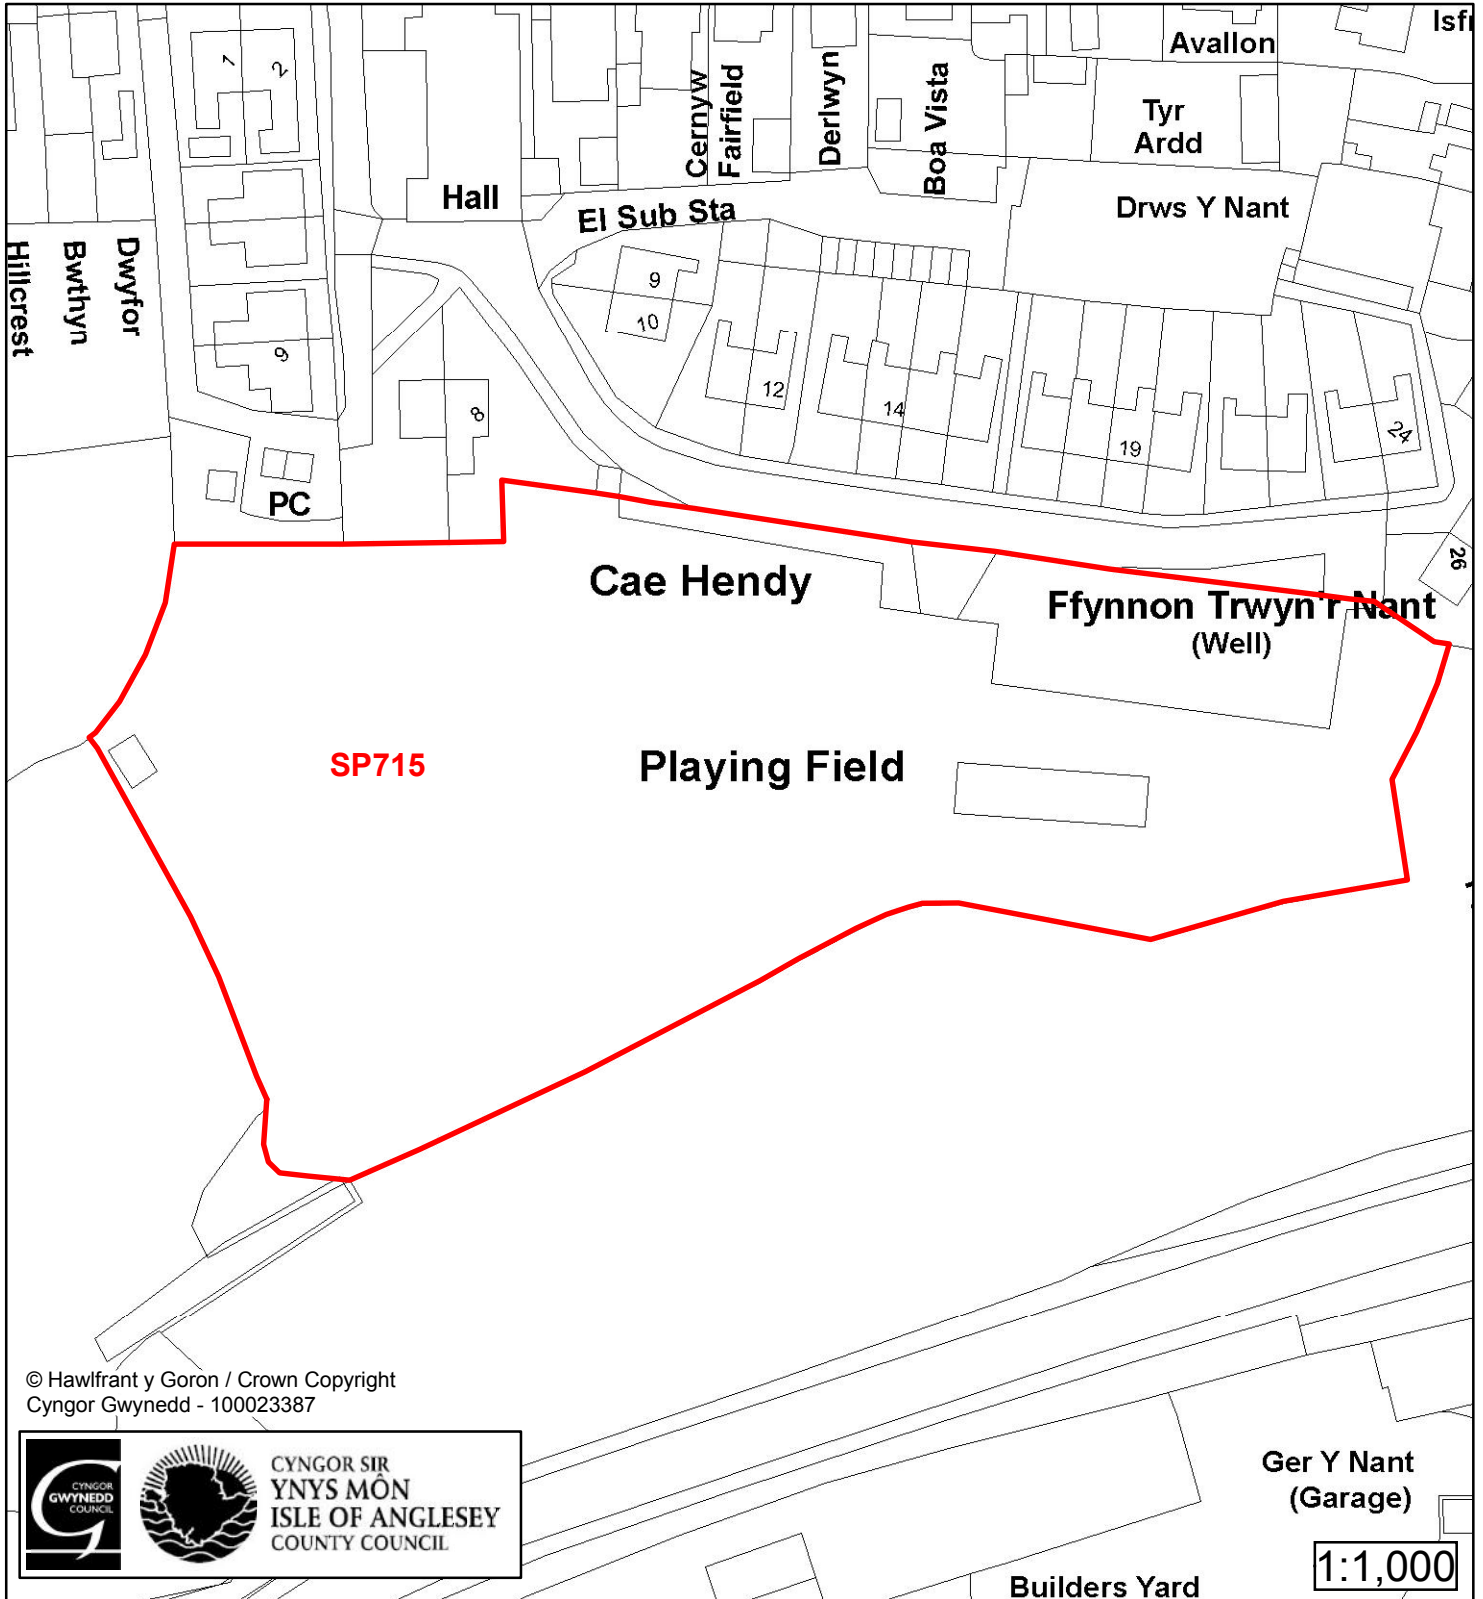 Isfi
Avallon
1
2
Cernyw
Fairfield
Derlwyn
Boa Vista
Tyr
Ardd
Hall
El Sub Sta
Drws Y Nant
Hillcrest
Bwthyn
Dwyfor
9
10
9
12
14
8
19
24
PC
26
Cae Hendy
Ffynnon Trwyn'r Nant
(Well)
SP715
Playing Field
© Hawlfrant y Goron / Crown Copyright
Cyngor Gwynedd - 100023387
CYNGOR
GWYNEDD
COUNCIL
CYNGOR SIR
YNYS MÔN
ISLE OF ANGLESEY
COUNTY COUNCIL
Ger Y Nant
(Garage)
1:1,000
Builders Yard